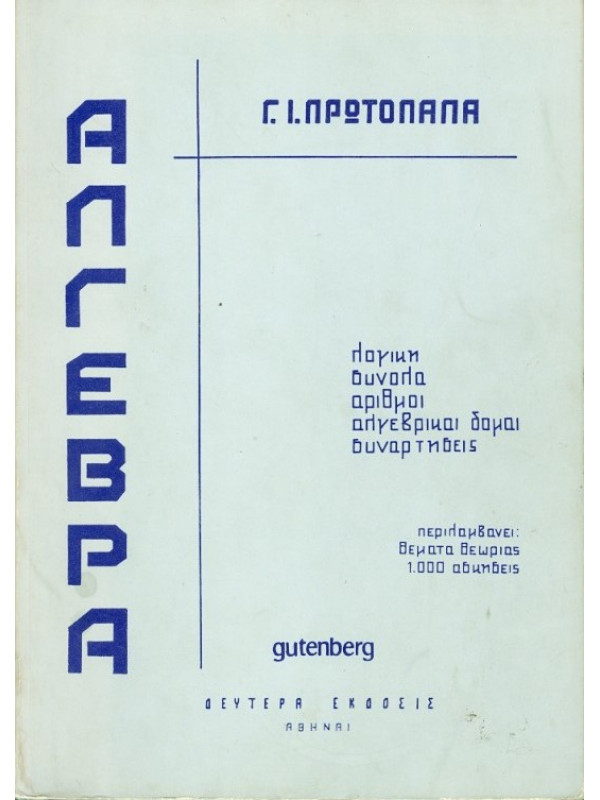 ΑΛΓΕΒΡΑ
Γ. Ι. ΠΡΩΤΟΠΑΠΑ
λογικη
συνολα
αριθμοι
αλγεβρικαι δομαι
συναρτησεις
περιλαμβανει:
θεματα θεωριας
1.000 ασκησεις
gutenberg
ΔΕΥΤΕΡΑ ΕΚΔΟΣΙΣ
ΑΘΗΝΑΙ